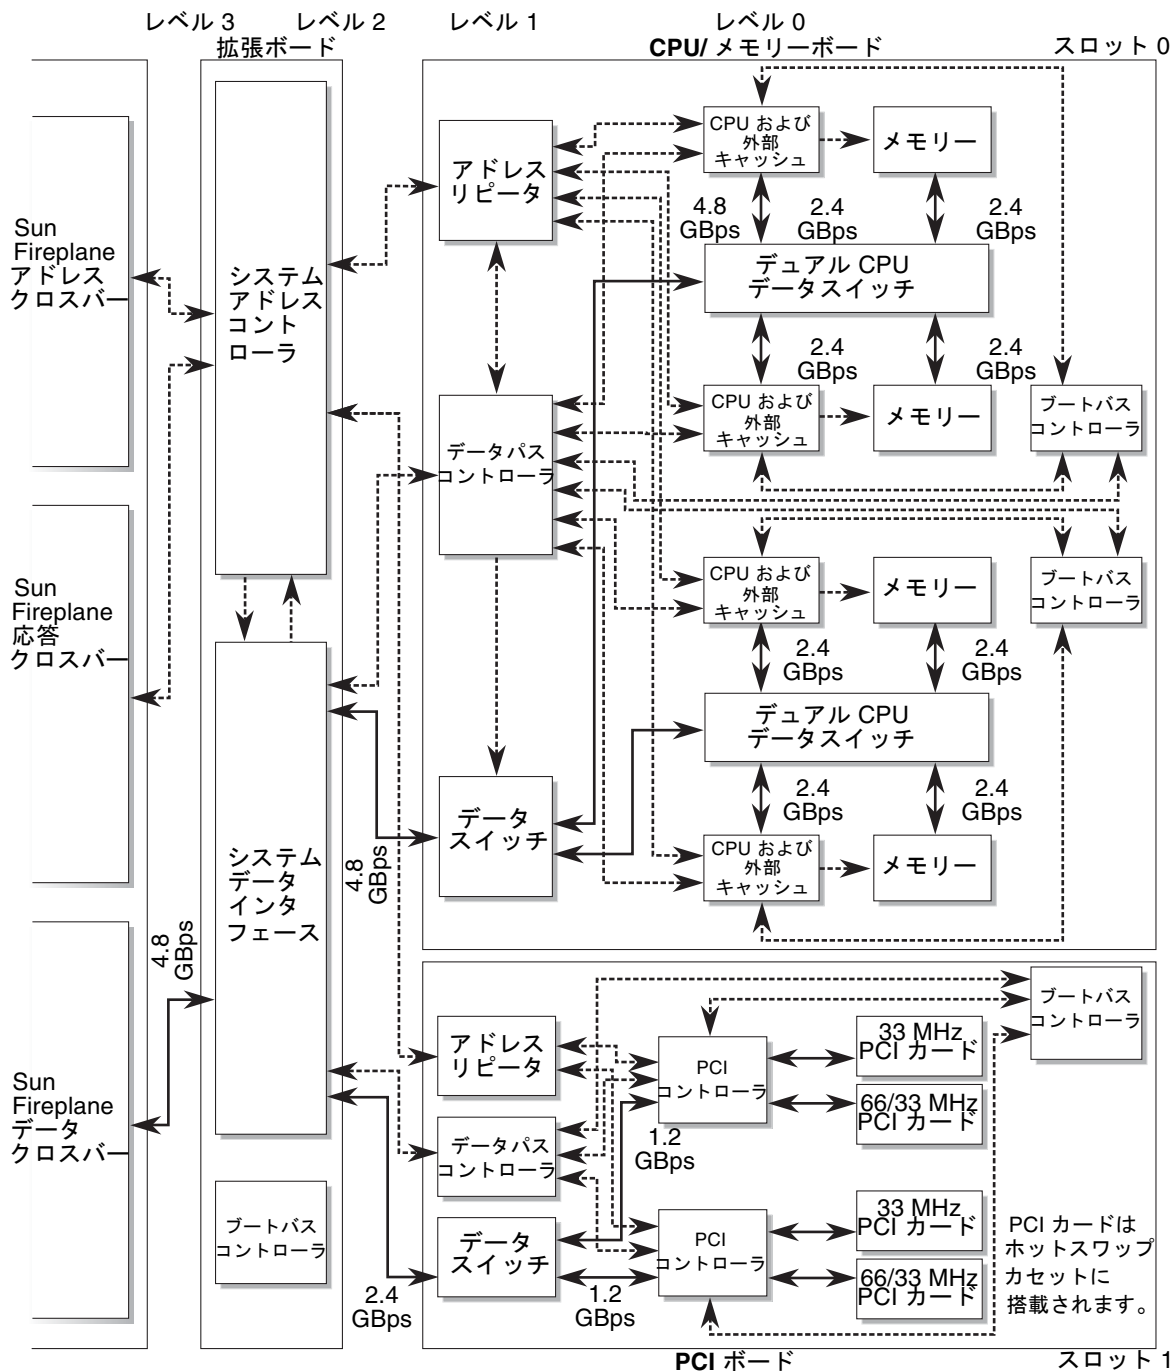 レベル 3
レベル 2
レベル 1
レベル 0
拡張ボード
CPU/ メモリーボード
スロット 0
Sun
Fireplane
アドレス
クロスバー
Sun
Fireplane
応答
クロスバー
Sun
Fireplane
データ
クロスバー
4.8
GBps
システム
アドレス
コント
ローラ
システム
データ
インタ
フェース
ブートバス
コントローラ
4.8
GBps
2.4
GBps
アドレス
リピータ
データパス
コントローラ
データ
スイッチ
CPU および
外部
キャッシュ
メモリー
4.8
GBps
2.4
GBps
2.4
GBps
デュアル CPU
データスイッチ
2.4
GBps
2.4
GBps
CPU および
外部
キャッシュ
メモリー
ブートバス
コントローラ
CPU および
外部
キャッシュ
メモリー
ブートバス
コントローラ
2.4
GBps
2.4
GBps
デュアル CPU
データスイッチ
2.4
GBps
2.4
GBps
CPU および
外部
キャッシュ
メモリー
アドレス
リピータ
データパス
コントローラ
データ
スイッチ
PCI
コントローラ
1.2
GBps
PCI
コントローラ
1.2
GBps
33 MHz
PCI カード
66/33 MHz
PCI カード
33 MHz
PCI カード
66/33 MHz
PCI カード
ブートバス
コントローラ
PCI カードは
ホットスワップ
カセットに
搭載されます。
PCI ボード
スロット 1